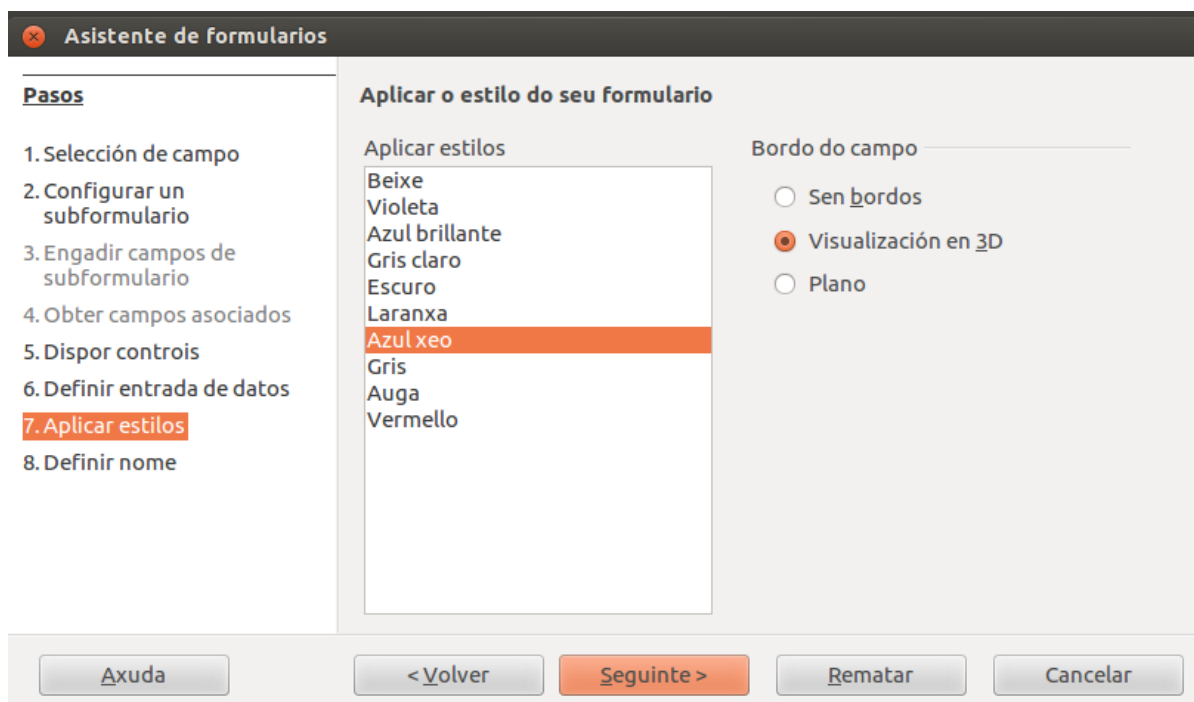 Asistente de formularios
Pasos
1. Selección de campo
2. Configurar un
subformulario
3. Engadir campos de
subformulario
4. Obter campos asociados
5. Dispor controis
6. Definir entrada de datos
7. Aplicar estilos
8. Definir nome
Aplicar o estilo do seu formulario
Aplicar estilos
Beixe
Violeta
Azul brillante
Gris claro
Escuro
Laranxa
Azul xeo
Gris
Auga
Vermello
Bordo do campo
Sen bordos
Visualización en 3D
Plano
Axuda
< Volver
Seguinte >
Rematar
Cancelar